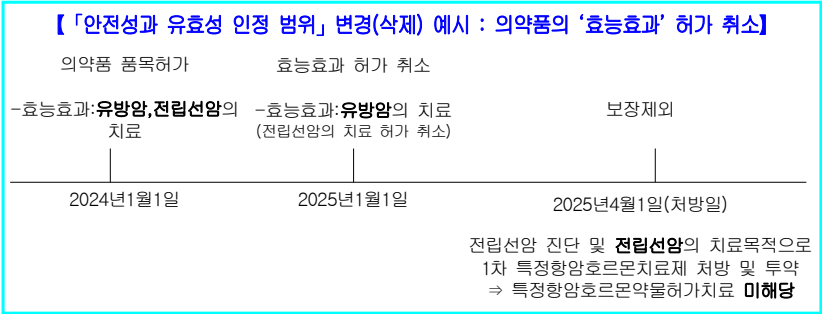 【 「안전성과 유효성 인정 범위」 변경(삭제) 예시 : 의약품의 ‘효능효과’ 허가 취소】
의약품 품목허가
효능효과 허가 취소
-효능효과:유방암,전립선암의
치료
-효능효과:유방암의 치료
(전립선암의 치료 허가 취소)
보장제외
2024년1월1일
2025년1월1일
2025년4월1일(처방일)
전립선암 진단 및 전립선암의 치료목적으로
1차 특정항암호르몬치료제 처방 및 투약
⇒ 특정항암호르몬약물허가치료 미해당